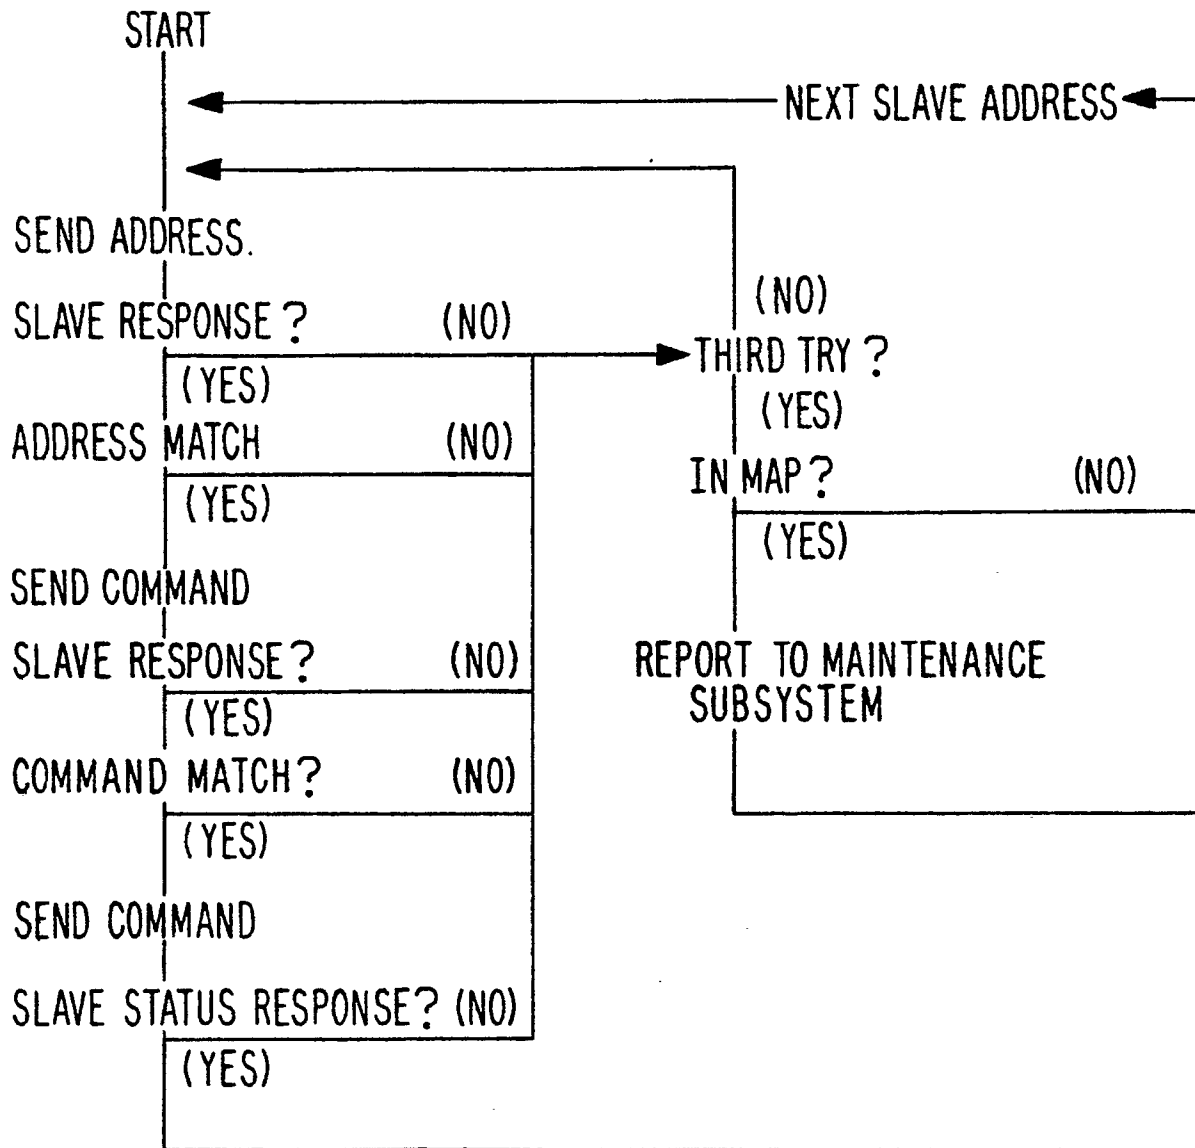 START
NEXT SLAVE ADDRESS
SEND ADDRESS.
(NO)
SLAVE RESPONSE? (NO)
THIRD TRY?
(YES)
(YES)
ADDRESS MATCH (NO)
IN MAP? (NO)
(YES)
(YES)
SEND COMMAND
SLAVE RESPONSE? (NO)
REPORT TO MAINTENANCE
SUBSYSTEM
(YES)
COMMAND MATCH? (NO)
(YES)
SEND COMMAND
SLAVE STATUS RESPONSE? (NO)
(YES)